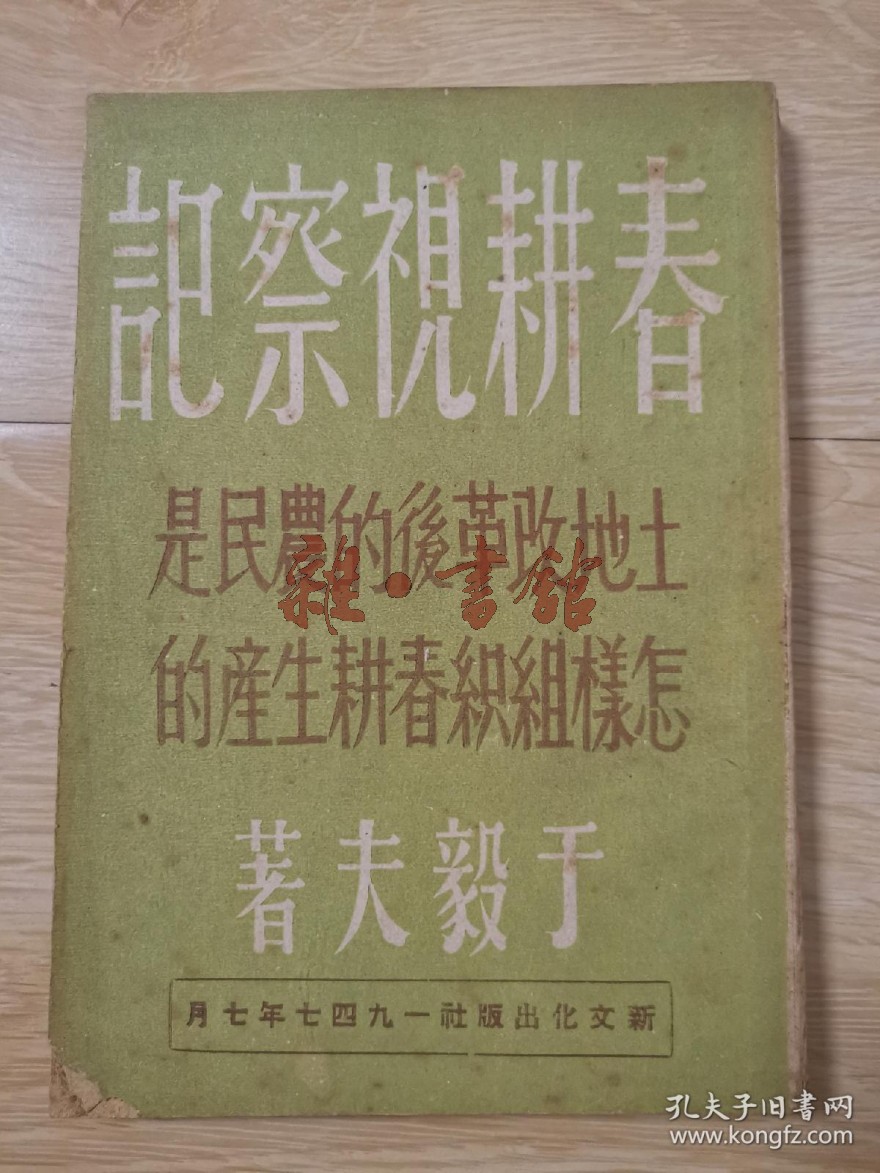 春耕視察記
土地改革後的農民是
怎樣組織春耕生產的
于毅夫著
新文化出版社一九四七年七月
雜·書館
孔夫子旧书网
www.kongfz.com